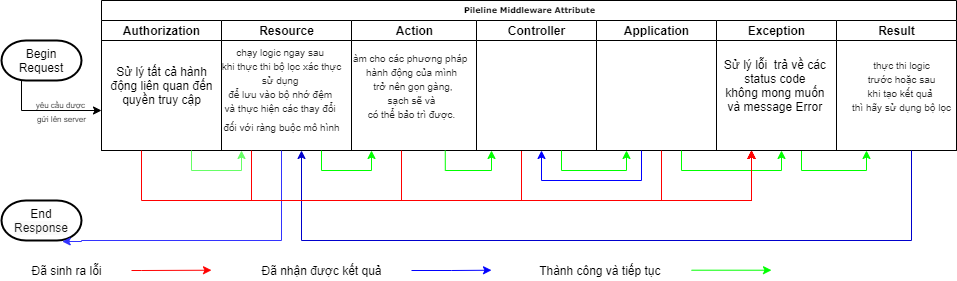 Pileline Middleware Attribute
Authorization
Resource
Action
Controller
Application
Exception
Result
Begin
Request
yêu cầu dược
gửi lên server
Sử lý tất cả hành
động liên quan đến
quyền truy cập
chạy logic ngay sau
khi thực thi bộ lọc xác thực
sử dụng
để lưu vào bộ nhớ đệm
và thực hiện các thay đổi
đối với ràng buộc mô hình
àm cho các phương pháp
hành động của mình
trở nên gọn gàng,
sạch sẽ và
có thể bảo trì được.
Sử lý lỗi trả về các
status code
không mong muốn
và message Error
thực thi logic
trước hoặc sau
khi tạo kết quả
thì hãy sử dụng bộ lọc
End
Response
Đã sinh ra lỗi
Đã nhận được kết quả
Thành công và tiếp tục